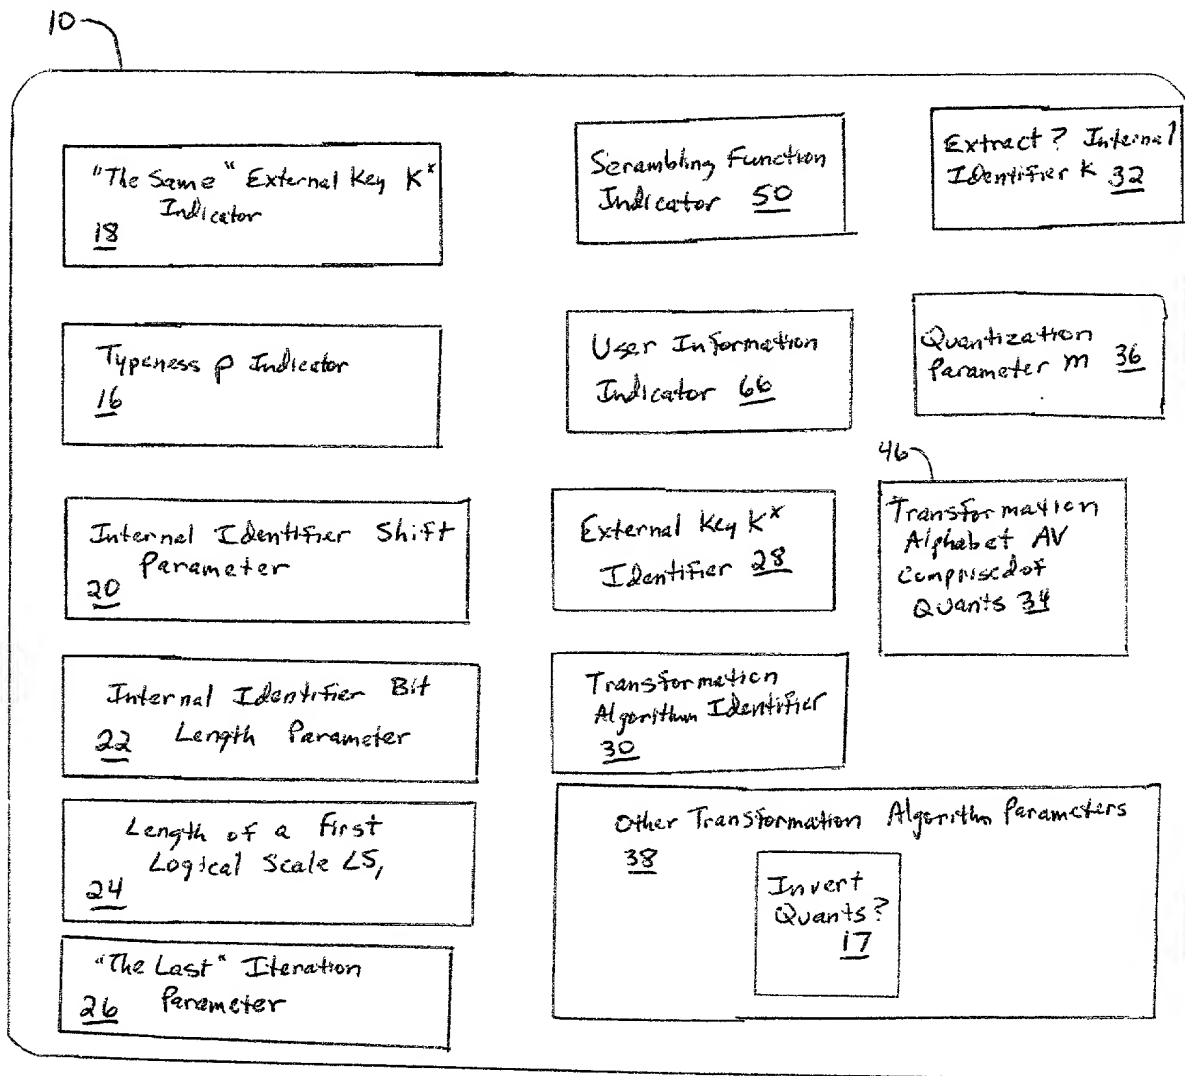 10
"The Same" External Key K*
Indicator
18
Typeness ρ Indicator
16
Internal Identifier Shift
Parameter
20
Internal Identifier Bit
22 Length Parameter
Length of a First
Logical Scale LS,
24
"The Last" Iteration
26 Parameter
Scrambling Function
Indicator 50
User Information
Indicator 66
External Key K*
Identifier 28
Transformation
Algorithm Identifier
30
Extract? Internal
Identifier K 32
Quantization
Parameter m 36
46
Transformation
Alphabet AV
Comprised of
Quants 34
Other Transformation Algorithm Parameters
38
Invert
Quants?
17